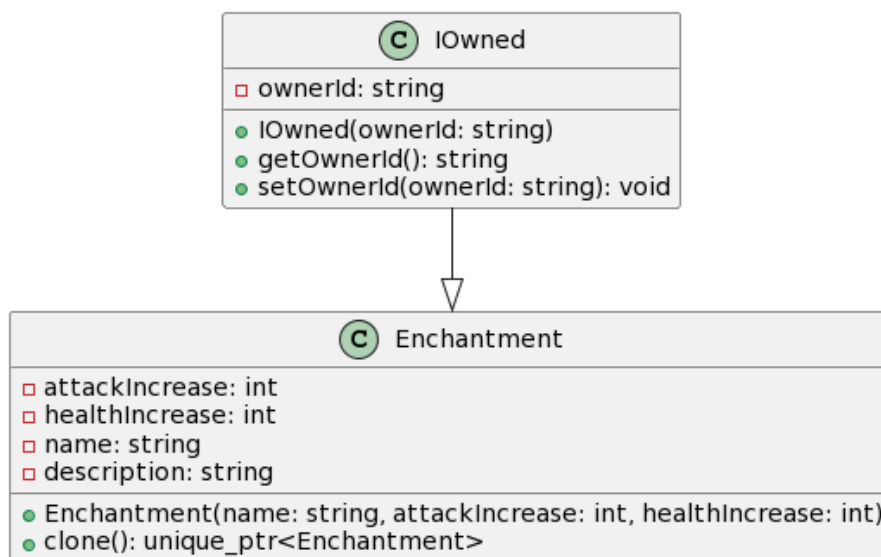 C IOwned
ownerId: string
IOwned(ownerId: string)
getOwnerId(): string
setOwnerId(ownerId: string): void
C Enchantment
attackIncrease: int
healthIncrease: int
name: string
description: string
Enchantment(name: string, attackIncrease: int, healthIncrease: int)
clone(): unique_ptr<Enchantment>